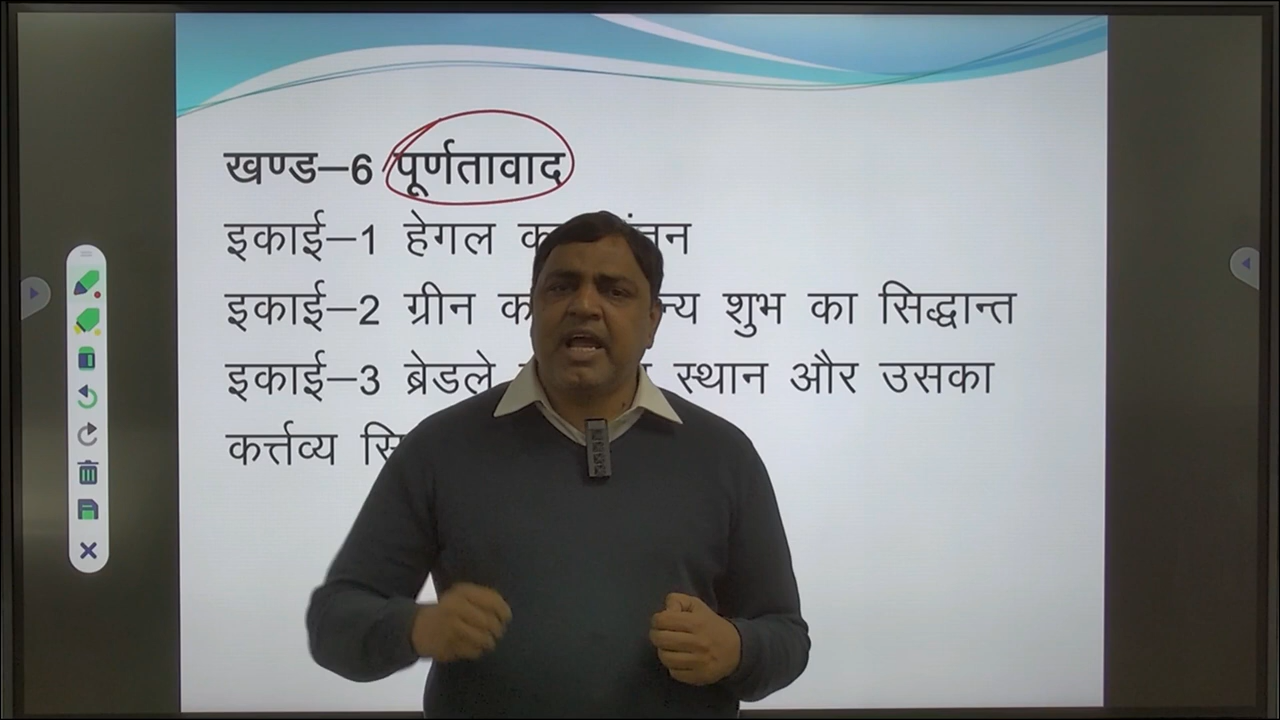 खण्ड–6 पूर्णतावाद
इकाई–1 हेगल
इकाई–2 ग्रीन शुभ का सिद्धान्त
इकाई–3 ब्रेडले स्थान और उसका
कर्त्तव्य